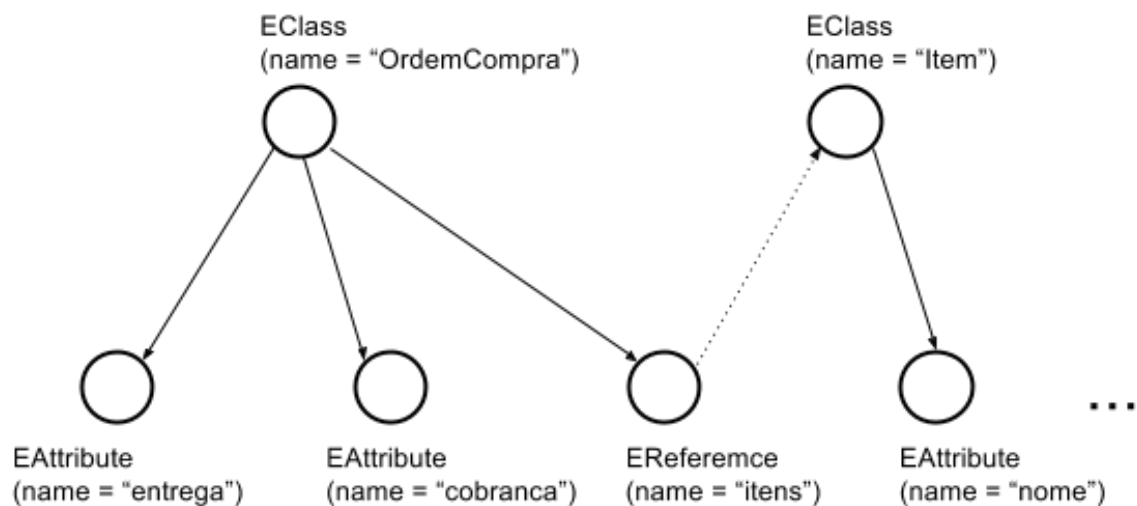 EClass
(name = “OrdemCompra”)
EClass
(name = “Item”)
EAttribute
(name = “entrega”)
EAttribute
(name = “cobranca”)
EReferemce
(name = “itens”)
EAttribute
(name = “nome”)
...